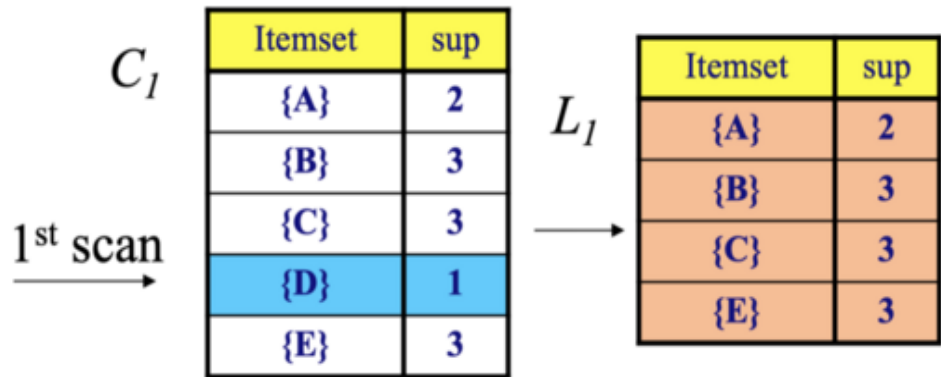 C1
Itemset sup
{A} 2
{B} 3
{C} 3
{D} 1
{E} 3
1st scan
L1
Itemset sup
{A} 2
{B} 3
{C} 3
{E} 3